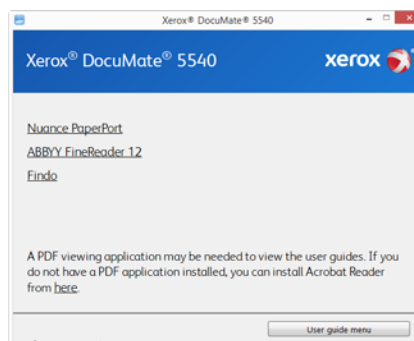 Xerox® DocuMate® 5540
Xerox® DocuMate® 5540
xerox
Nuance PaperPort
ABBYY FineReader 12
Findo
A PDF viewing application may be needed to view the user guides. If you
do not have a PDF application installed, you can install Acrobat Reader
from here.
User guide menu